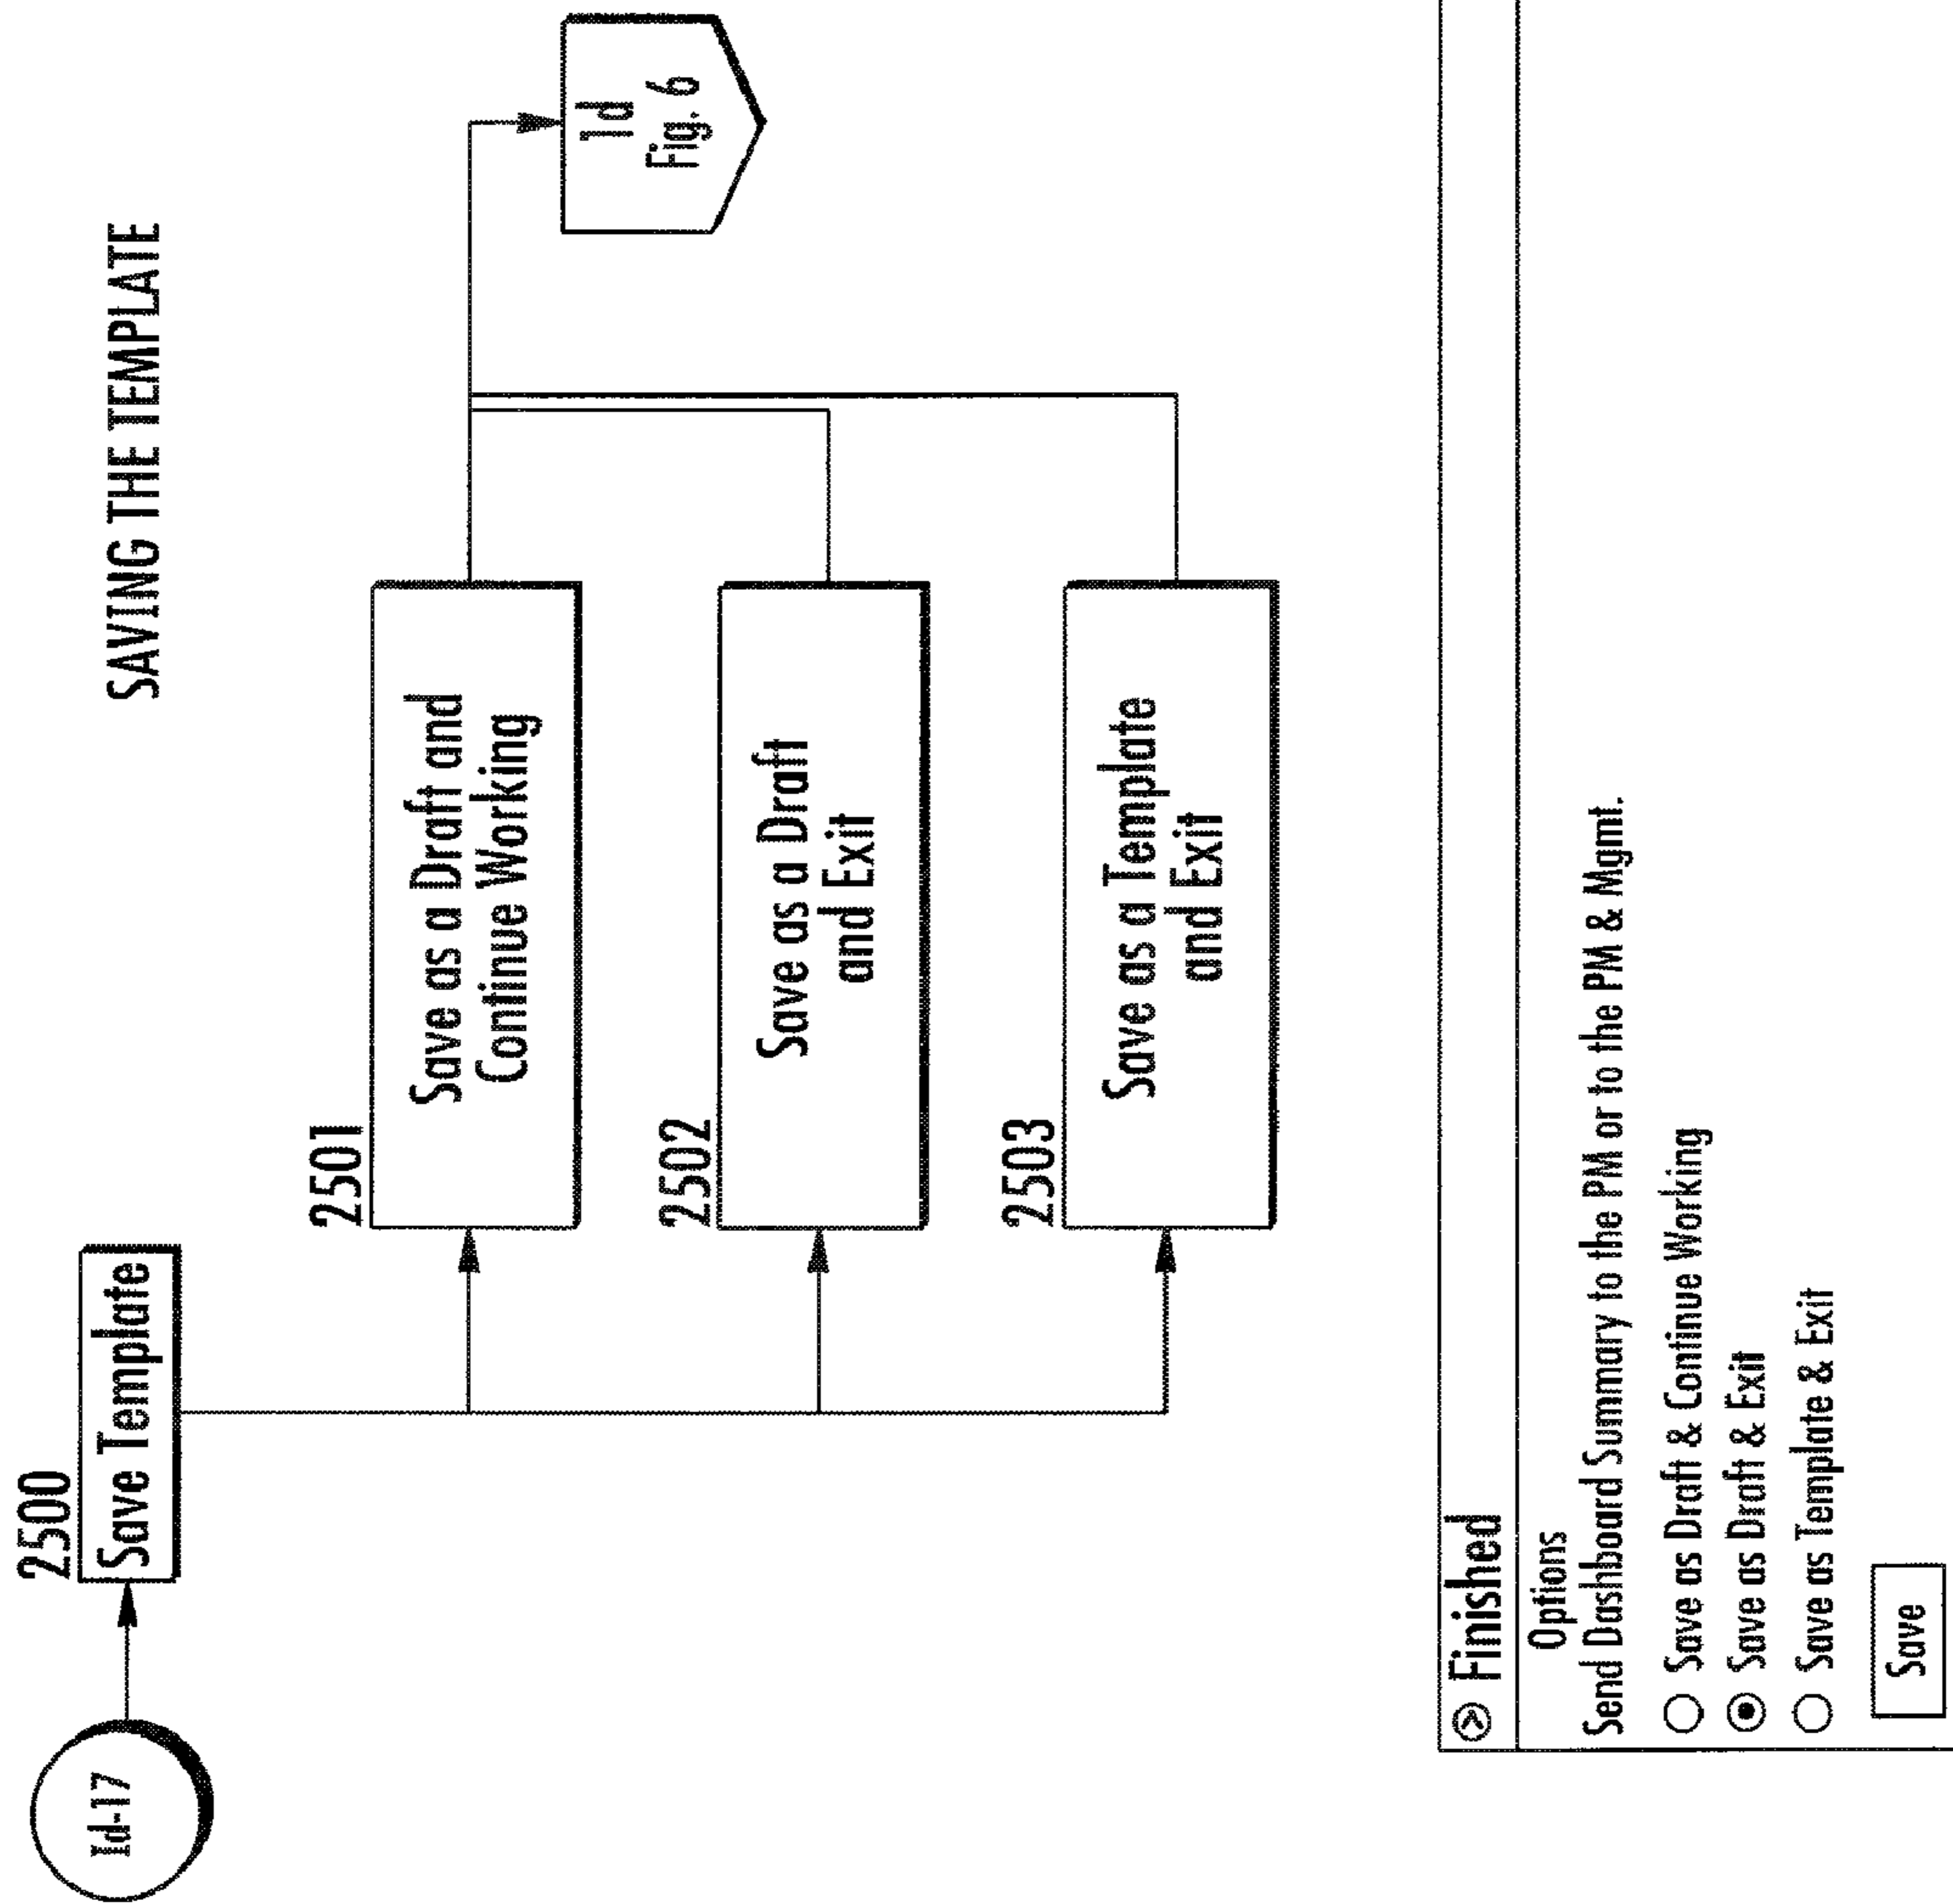 SAVING THE TEMPLATE
Id-17
2500
Save Template
2501
Save as a Draft and
Continue Working
2502
Save as a Draft
and Exit
2503
Save as a Template
and Exit
1d
Fig. 6
Finished
Options
Send Dashboard Summary to the PM or to the PM & Mgmt.
Save as Draft & Continue Working
Save as Draft & Exit
Save as Template & Exit
Save